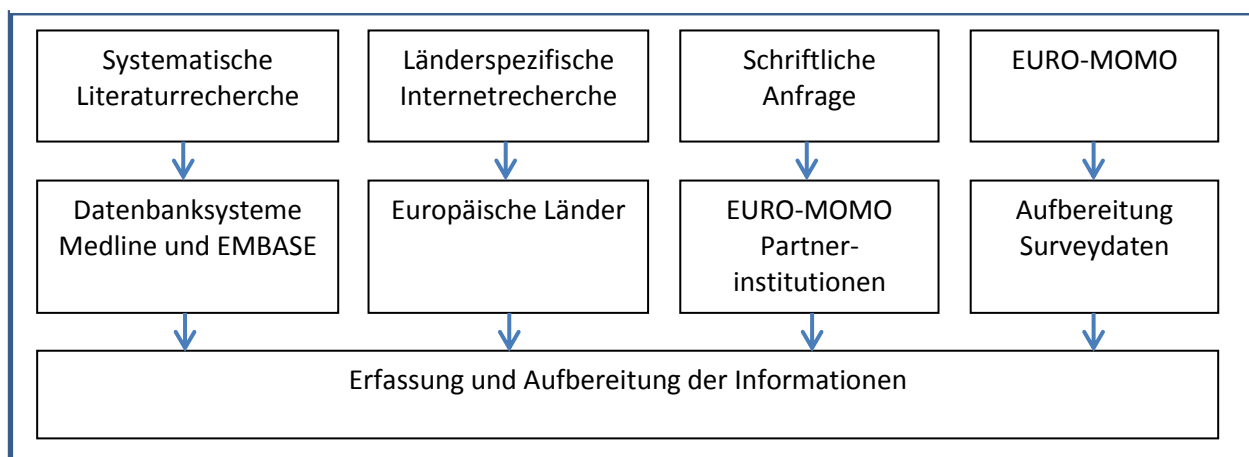 Systematische
Literaturrecherche
Länderspezifische
Internetrecherche
Schriftliche
Anfrage
EURO-MOMO
Datenbanksysteme
Medline und EMBASE
Europäische Länder
EURO-MOMO
Partner-
institutionen
Aufbereitung
Surveydaten
Erfassung und Aufbereitung der Informationen